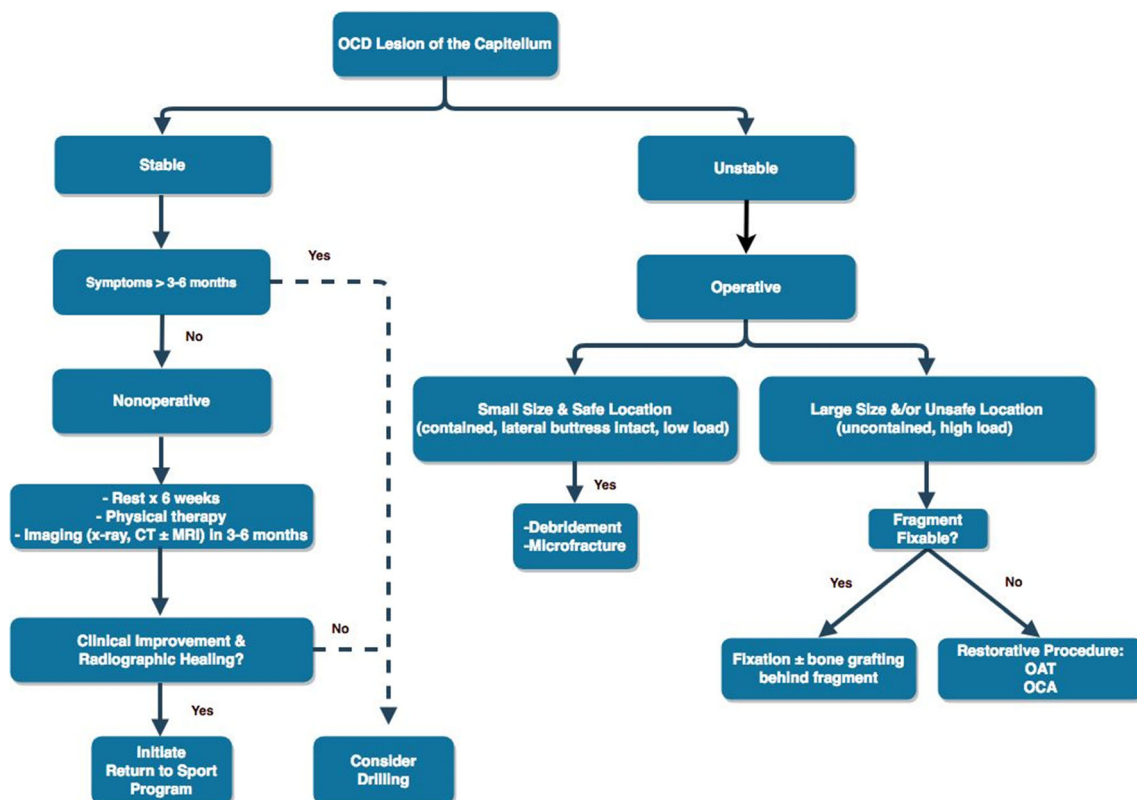 OCD Lesion of the Capitellum
Stable
Unstable
Symptoms > 3-6 months
Yes
No
Operative
Nonoperative
Small Size & Safe Location
(contained, lateral buttress intact, low load)
Large Size &/or Unsafe Location
(uncontained, high load)
- Rest x 6 weeks
- Physical therapy
- Imaging (x-ray, CT ± MRI) in 3-6 months
Yes
-Debridement
-Microfracture
Fragment
Fixable?
Yes
No
Clinical Improvement &
Radiographic Healing?
No
Yes
Fixation ± bone grafting
behind fragment
Restorative Procedure:
OAT
OCA
Initiate
Return to Sport
Program
Consider
Drilling